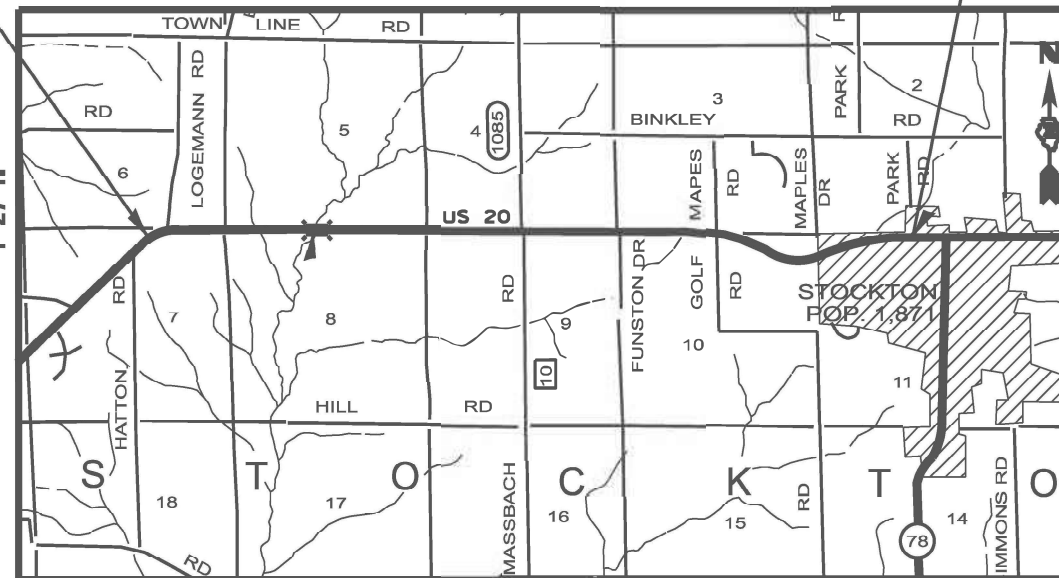 TOWN LINE RD
LOGEMANN RD
RD
6
5
4
1085
3
BINKLEY RD
PARK
2
N
MAPES RD
MAPLES DR
PARK RD
US 20
HATTON RD
7
8
RD
9
10
FUNSTON DR
GOLF RD
10
STOCKTON
POP. 1,871
11
HILL RD
S T O C K T O
18
17
MASSBACH
16
15
RD
14
78
IMMONS RD
RD